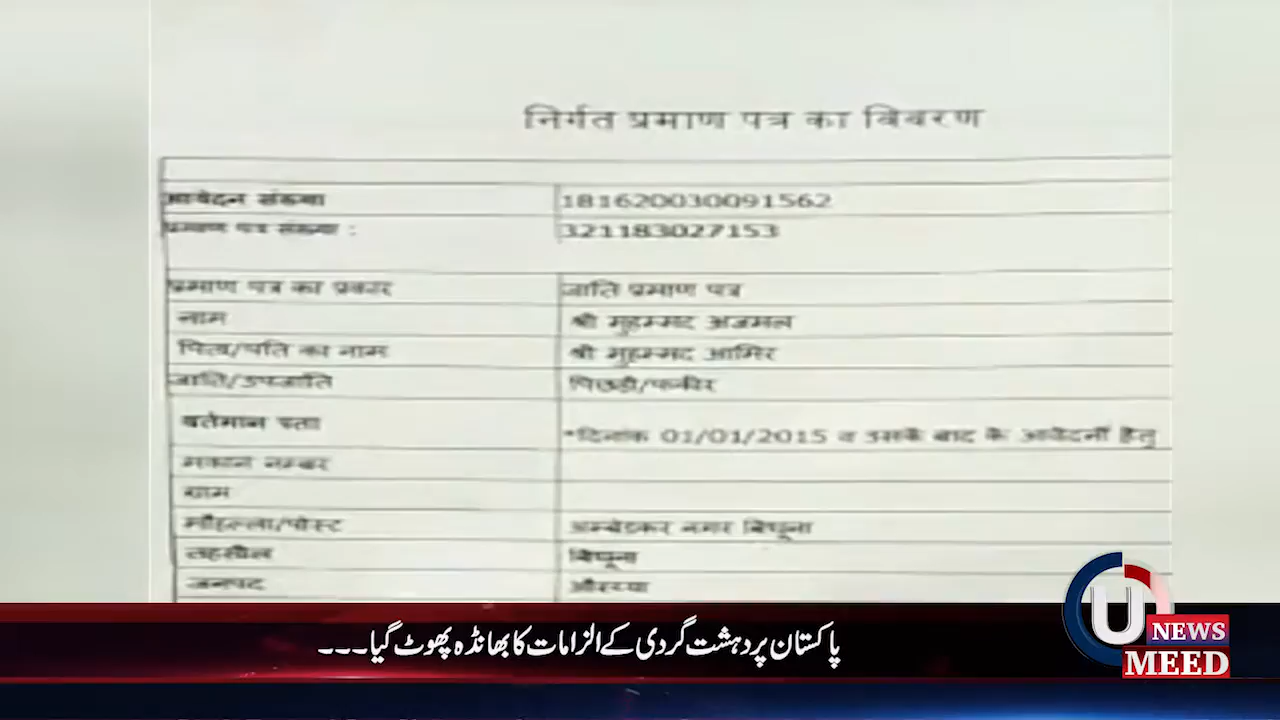 निर्गत प्रमाण पत्र का विवरण
आवेदन संख्या 181620030091562
प्रमाण पत्र संख्या : 321183027153
प्रमाण पत्र का प्रकार जाति प्रमाण पत्र
नाम श्री मुहम्मद अजमल
पिता/पति का नाम श्री मुहम्मद आमिर
जाति/उपजाति पिछड़ी/फकीर
वर्तमान पता *दिनांक 01/01/2015 व उसके बाद के आवेदनों हेतु
मकान नम्बर
ग्राम
मौहल्ला/पोस्ट अम्बेडकर नगर बिधूना
तहसील बिधूना
जनपद औरय्या
پاکستان پر دہشت گردی کے الزامات کا بھانڈہ پھوٹ گیا۔۔۔
U NEWS
MEED